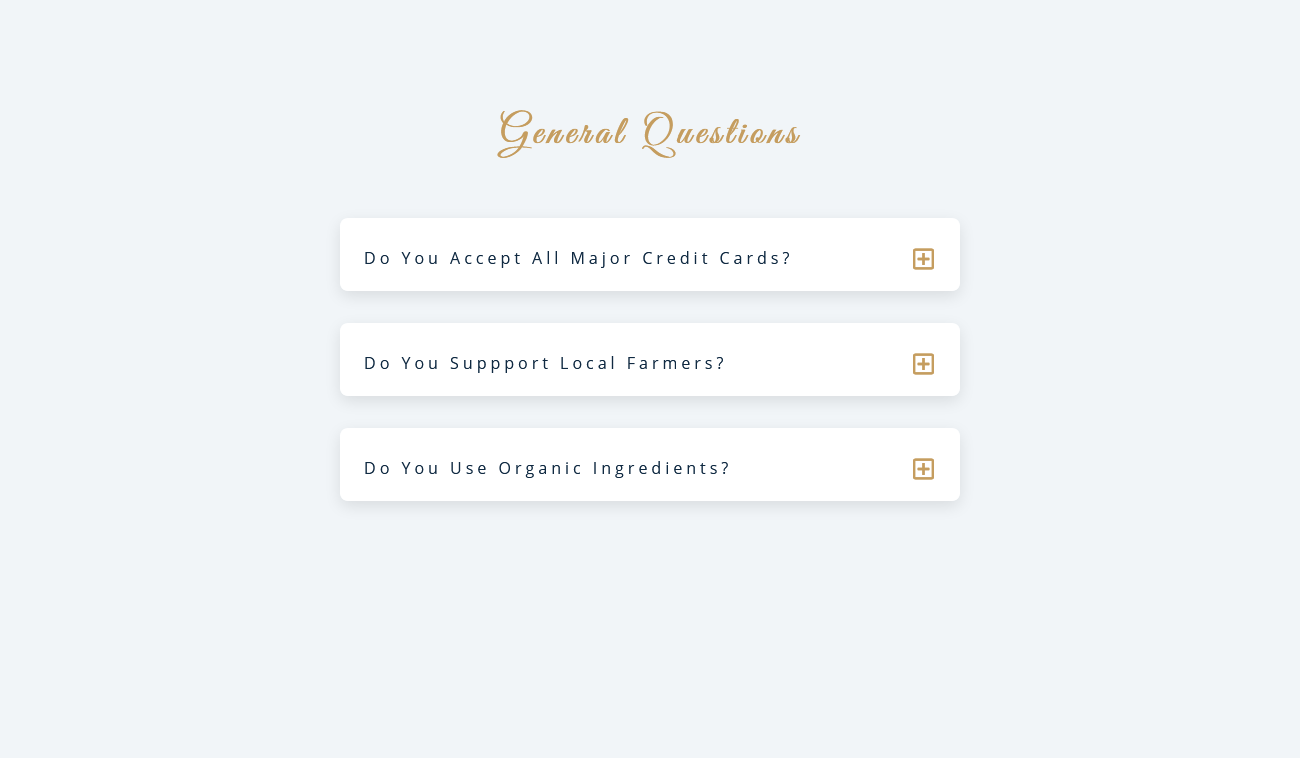 General Questions
Do You Accept All Major Credit Cards?
Do You Suppport Local Farmers?
Do You Use Organic Ingredients?